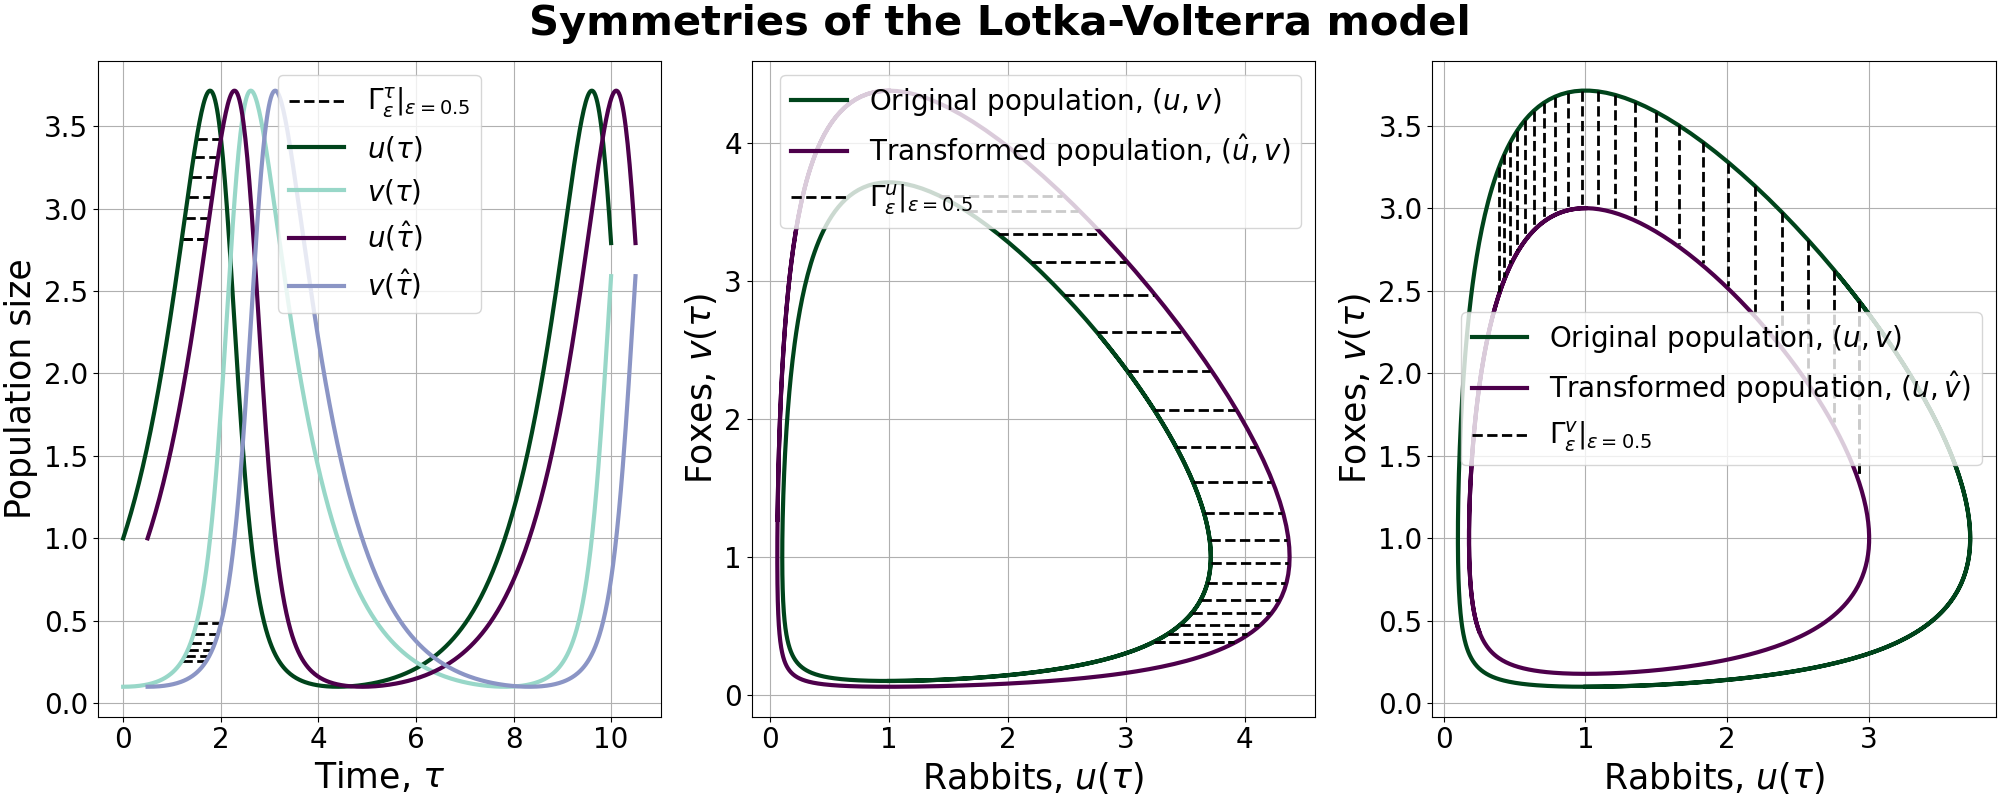 Symmetries of the Lotka-Volterra model
Population size
3.5
3.0
2.5
2.0
1.5
1.0
0.5
0.0
Γ^τ_ε|_{ε=0.5}
u(τ)
v(τ)
u(τ̂)
v(τ̂)
0 2 4 6 8 10
Time, τ
Foxes, v(τ)
4
3
2
1
0
Original population, (u, v)
Transformed population, (û, v)
Γ^u_ε|_{ε=0.5}
0 1 2 3 4
Rabbits, u(τ)
Foxes, v(τ)
3.5
3.0
2.5
2.0
1.5
1.0
0.5
0.0
Original population, (u, v)
Transformed population, (u, v̂)
Γ^v_ε|_{ε=0.5}
0 1 2 3
Rabbits, u(τ)